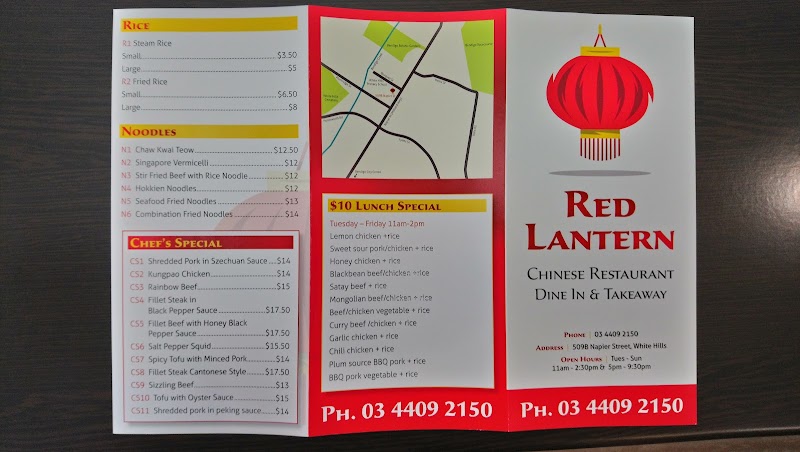 RICE
R1 Steam Rice
Small $3.50
Large $5
R2 Fried Rice
Small $6.50
Large $8
NOODLES
N1 Chaw Kwai Teow $12.50
N2 Singapore Vermicelli $12
N3 Stir Fried Beef with Rice Noodle $12
N4 Hokkien Noodles $12
N5 Seafood Fried Noodles $13
N6 Combination Fried Noodles $14
CHEF'S SPECIAL
CS1 Shredded Pork in Szechuan Sauce $14
CS2 Kungpao Chicken $14
CS3 Rainbow Beef $15
CS4 Fillet Steak in
Black Pepper Sauce $17.50
CS5 Fillet Beef with Honey Black
Pepper Sauce $17.50
CS6 Salt Pepper Squid $15.50
CS7 Spicy Tofu with Minced Pork $14
CS8 Fillet Steak Cantonese Style $17.50
CS9 Sizzling Beef $13
CS10 Tofu with Oyster Sauce $15
CS11 Shredded pork in peking sauce $14
$10 LUNCH SPECIAL
Tuesday – Friday 11am-2pm
Lemon chicken +rice
Sweet sour pork/chicken + rice
Honey chicken + rice
Blackbean beef/chicken +rice
Satay beef + rice
Mongolian beef/chicken + rice
Beef/chicken vegetable + rice
Curry beef /chicken + rice
Garlic chicken + rice
Chili chicken + rice
Plum source BBQ pork + rice
BBQ pork vegetable + rice
PH. 03 4409 2150
RED
LANTERN
CHINESE RESTAURANT
DINE IN & TAKEAWAY
PHONE | 03 4409 2150
ADDRESS | 509B Napier Street, White Hills
OPEN HOURS | Tues - Sun
11am - 2:30pm & 5pm - 9:30pm
PH. 03 4409 2150